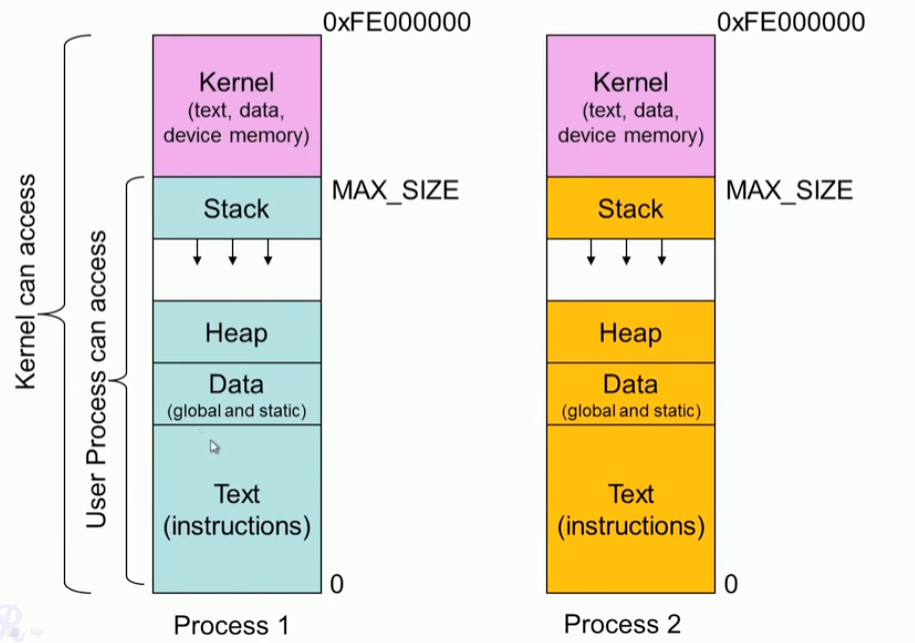 0xFE000000
0xFE000000
Kernel
(text, data,
device memory)
Kernel
(text, data,
device memory)
MAX_SIZE
MAX_SIZE
Stack
Stack
Kernel can access
User Process can access
Heap
Heap
Data
(global and static)
Data
(global and static)
Text
(instructions)
Text
(instructions)
0
0
Process 1
Process 2